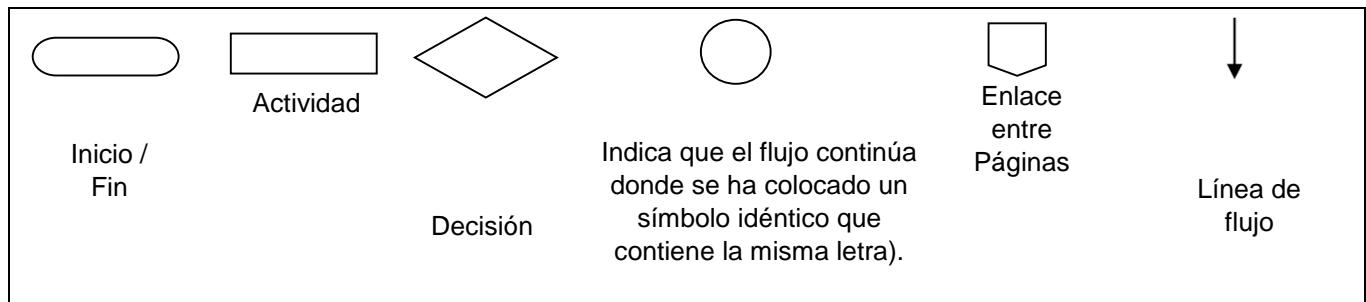 Inicio /
Fin
Actividad
Decisión
Indica que el flujo continúa
donde se ha colocado un
símbolo idéntico que
contiene la misma letra).
Enlace
entre
Páginas
Línea de
flujo